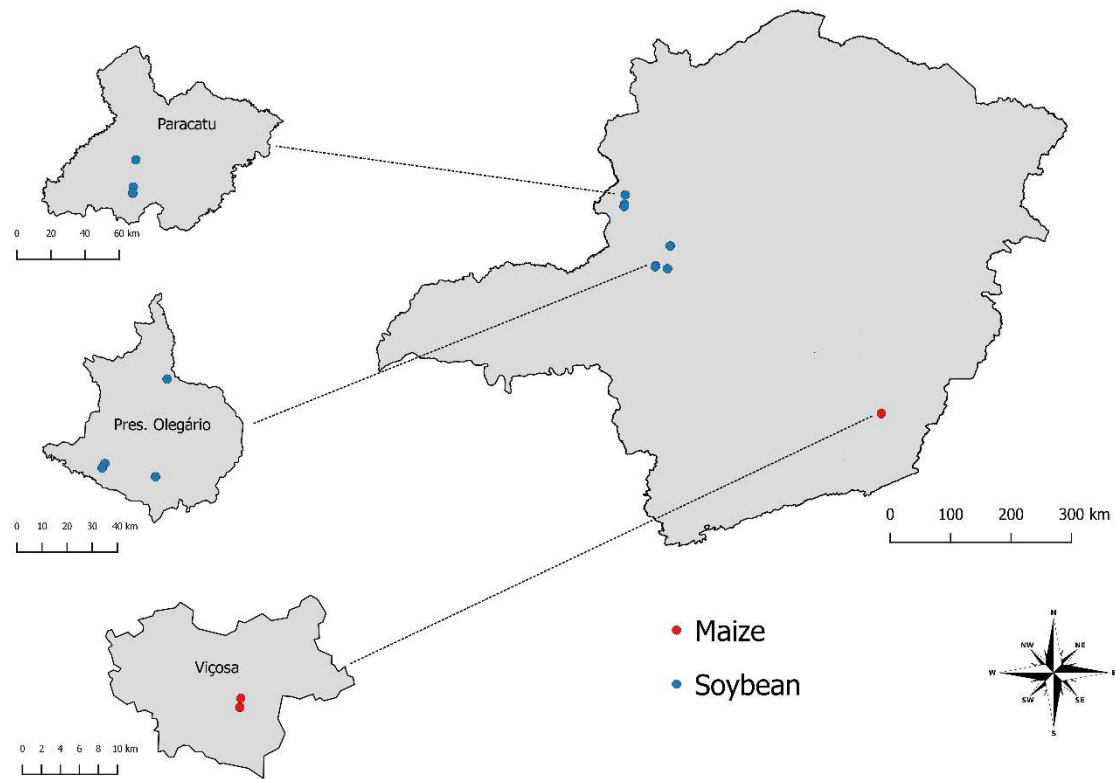 Paracatu
0 20 40 60 km
Pres. Olegário
0 10 20 30 40 km
Viçosa
0 2 4 6 8 10 km
0 100 200 300 km
Maize
Soybean
N
NW NE
W E
SW SE
S